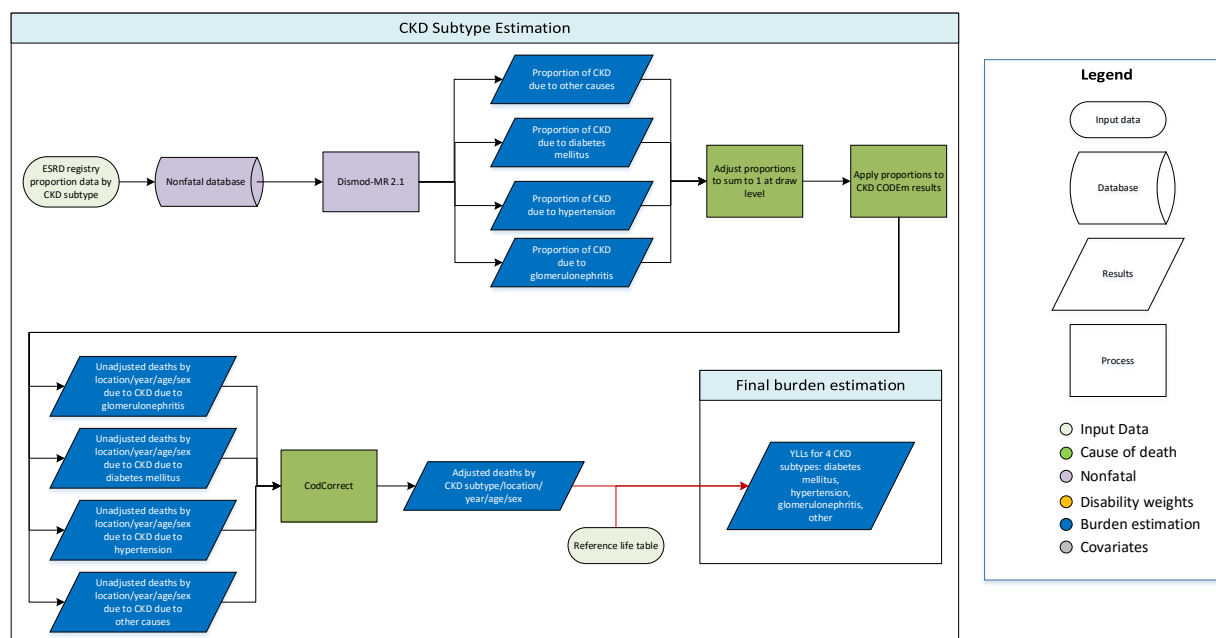 CKD Subtype Estimation
Proportion of CKD
due to other causes
Proportion of CKD
due to diabetes
mellitus
Proportion of CKD
due to hypertension
Proportion of CKD
due to
glomerulonephritis
ESRD registry
proportion data by
CKD subtype
Nonfatal database
Dismod-MR 2.1
Adjust proportions
to sum to 1 at draw
level
Apply proportions to
CKD CODEm results
Unadjusted deaths by
location/year/age/sex
due to CKD due to
glomerulonephritis
Unadjusted deaths by
location/year/age/sex
due to CKD due to
diabetes mellitus
Unadjusted deaths by
location/year/age/sex
due to CKD due to
hypertension
Unadjusted deaths by
location/year/age/sex
due to CKD due to
other causes
CodCorrect
Adjusted deaths by
CKD subtype/location/
year/age/sex
Reference life table
Final burden estimation
YLLs for 4 CKD
subtypes: diabetes
mellitus,
hypertension,
glomerulonephritis,
other
Legend
Input data
Database
Results
Process
Input Data
Cause of death
Nonfatal
Disability weights
Burden estimation
Covariates